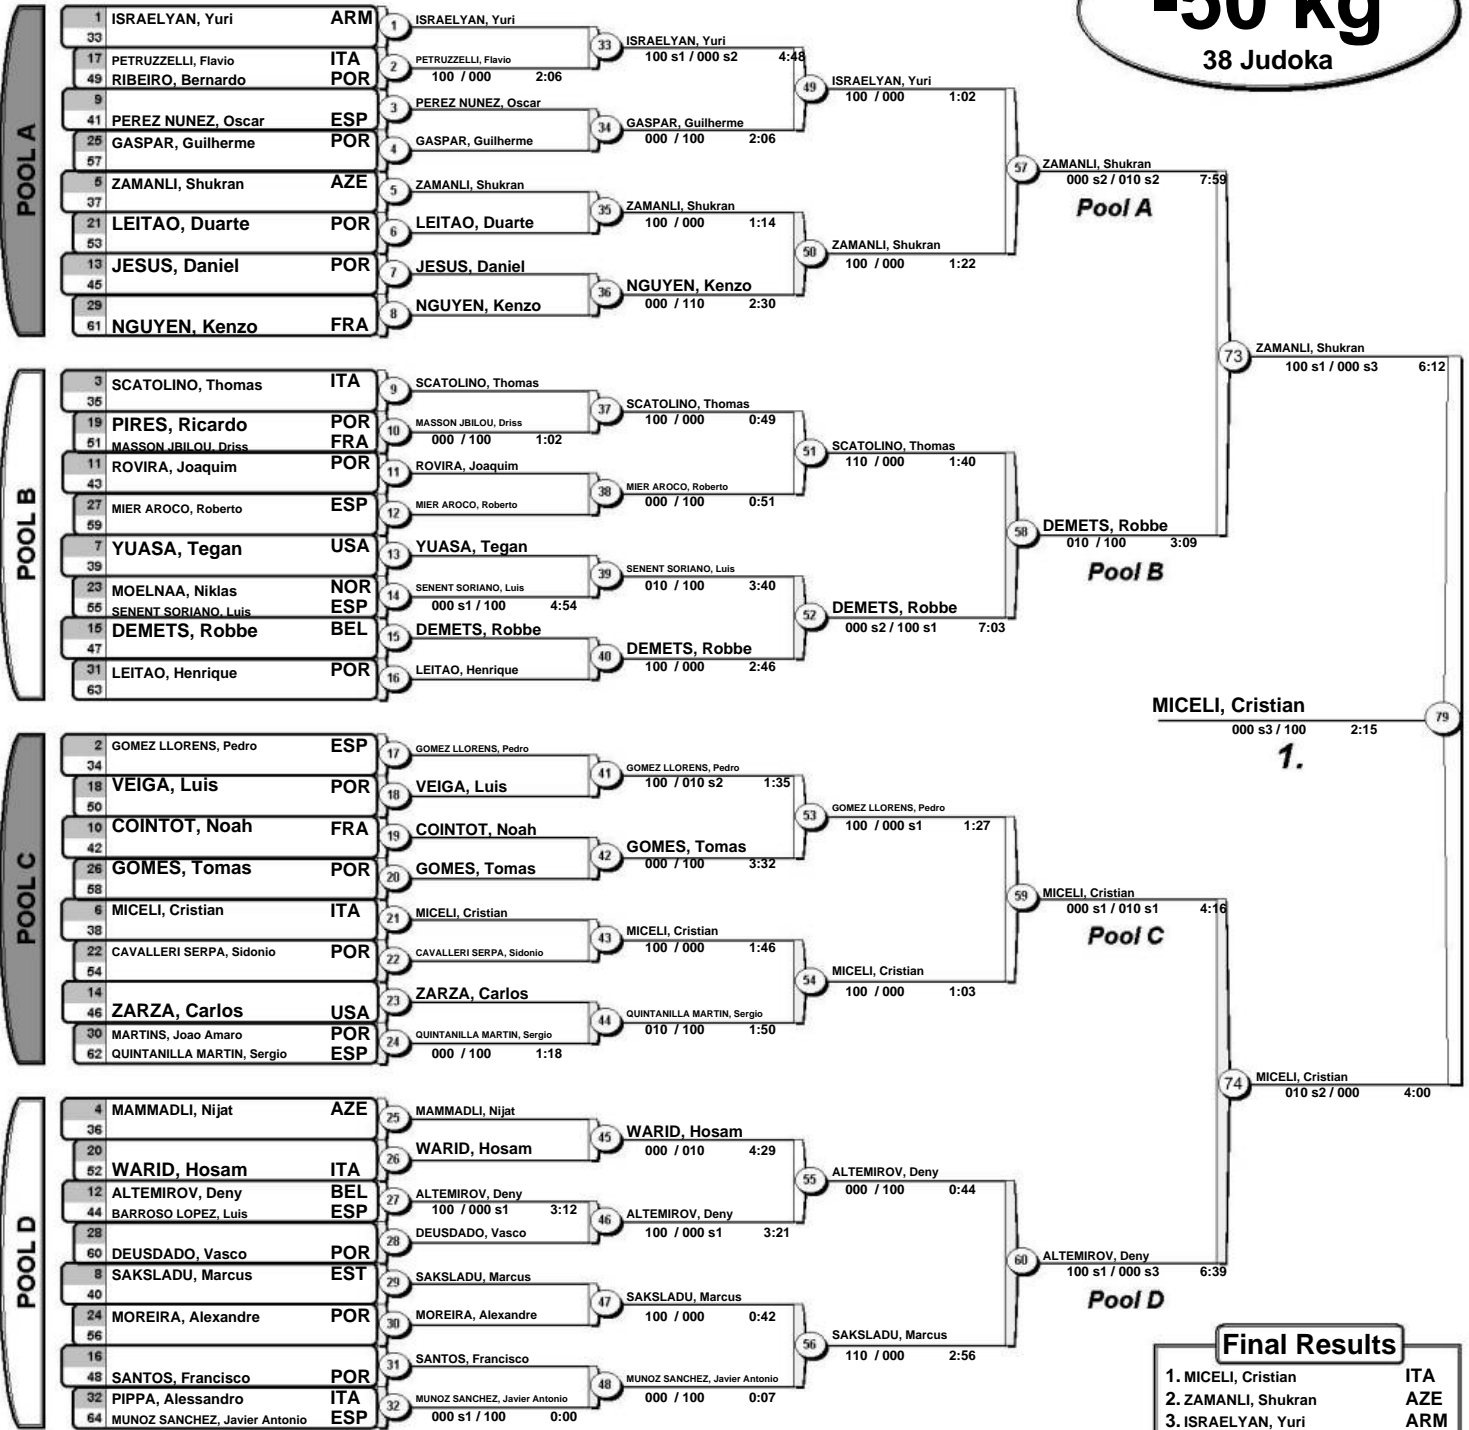 -50 kg
38 Judoka
POOL A
1 ISRAELYAN, Yuri ARM
33
17 PETRUZZELLI, Flavio ITA
49 RIBEIRO, Bernardo POR
9
41 PEREZ NUNEZ, Oscar ESP
25 GASPAR, Guilherme POR
57
5 ZAMANLI, Shukran AZE
37
21 LEITAO, Duarte POR
53
13 JESUS, Daniel POR
45
29
61 NGUYEN, Kenzo FRA
1 ISRAELYAN, Yuri
2 PETRUZZELLI, Flavio
100 / 000 2:06
3 PEREZ NUNEZ, Oscar
4 GASPAR, Guilherme
5 ZAMANLI, Shukran
6 LEITAO, Duarte
7 JESUS, Daniel
8 NGUYEN, Kenzo
33 ISRAELYAN, Yuri
100 s1 / 000 s2 4:48
34 GASPAR, Guilherme
000 / 100 2:06
35 ZAMANLI, Shukran
100 / 000 1:14
36 NGUYEN, Kenzo
000 / 110 2:30
49 ISRAELYAN, Yuri
100 / 000 1:02
50 ZAMANLI, Shukran
100 / 000 1:22
57 ZAMANLI, Shukran
000 s2 / 010 s2 7:59
Pool A
POOL B
3 SCATOLINO, Thomas ITA
35
19 PIRES, Ricardo POR
51 MASSON JBILOU, Driss FRA
11 ROVIRA, Joaquim POR
43
27 MIER AROCO, Roberto ESP
59
7 YUASA, Tegan USA
39
23 MOELNAA, Niklas NOR
55 SENENT SORIANO, Luis ESP
15 DEMETS, Robbe BEL
47
31 LEITAO, Henrique POR
63
9 SCATOLINO, Thomas
10 MASSON JBILOU, Driss
000 / 100 1:02
11 ROVIRA, Joaquim
12 MIER AROCO, Roberto
13 YUASA, Tegan
14 SENENT SORIANO, Luis
000 s1 / 100 4:54
15 DEMETS, Robbe
16 LEITAO, Henrique
37 SCATOLINO, Thomas
100 / 000 0:49
38 MIER AROCO, Roberto
000 / 100 0:51
39 SENENT SORIANO, Luis
010 / 100 3:40
40 DEMETS, Robbe
100 / 000 2:46
51 SCATOLINO, Thomas
110 / 000 1:40
52 DEMETS, Robbe
000 s2 / 100 s1 7:03
58 DEMETS, Robbe
010 / 100 3:09
Pool B
73 ZAMANLI, Shukran
100 s1 / 000 s3 6:12
MICELI, Cristian 79
000 s3 / 100 2:15
1.
POOL C
2 GOMEZ LLORENS, Pedro ESP
34
18 VEIGA, Luis POR
50
10 COINTOT, Noah FRA
42
26 GOMES, Tomas POR
58
6 MICELI, Cristian ITA
38
22 CAVALLERI SERPA, Sidonio POR
54
14
46 ZARZA, Carlos USA
30 MARTINS, Joao Amaro POR
62 QUINTANILLA MARTIN, Sergio ESP
17 GOMEZ LLORENS, Pedro
18 VEIGA, Luis
19 COINTOT, Noah
20 GOMES, Tomas
21 MICELI, Cristian
22 CAVALLERI SERPA, Sidonio
23 ZARZA, Carlos
24 QUINTANILLA MARTIN, Sergio
000 / 100 1:18
41 GOMEZ LLORENS, Pedro
100 / 010 s2 1:35
42 GOMES, Tomas
000 / 100 3:32
43 MICELI, Cristian
100 / 000 1:46
44 QUINTANILLA MARTIN, Sergio
010 / 100 1:50
53 GOMEZ LLORENS, Pedro
100 / 000 s1 1:27
54 MICELI, Cristian
100 / 000 1:03
59 MICELI, Cristian
000 s1 / 010 s1 4:16
Pool C
POOL D
4 MAMMADLI, Nijat AZE
36
20
52 WARID, Hosam ITA
12 ALTEMIROV, Deny BEL
44 BARROSO LOPEZ, Luis ESP
28
60 DEUSDADO, Vasco POR
8 SAKSLADU, Marcus EST
40
24 MOREIRA, Alexandre POR
56
16
48 SANTOS, Francisco POR
32 PIPPA, Alessandro ITA
64 MUNOZ SANCHEZ, Javier Antonio ESP
25 MAMMADLI, Nijat
26 WARID, Hosam
27 ALTEMIROV, Deny
100 / 000 s1 3:12
28 DEUSDADO, Vasco
29 SAKSLADU, Marcus
30 MOREIRA, Alexandre
31 SANTOS, Francisco
32 MUNOZ SANCHEZ, Javier Antonio
000 s1 / 100 0:00
45 WARID, Hosam
000 / 010 4:29
46 ALTEMIROV, Deny
100 / 000 s1 3:21
47 SAKSLADU, Marcus
100 / 000 0:42
48 MUNOZ SANCHEZ, Javier Antonio
000 / 100 0:07
55 ALTEMIROV, Deny
000 / 100 0:44
56 SAKSLADU, Marcus
110 / 000 2:56
60 ALTEMIROV, Deny
100 s1 / 000 s3 6:39
Pool D
74 MICELI, Cristian
010 s2 / 000 4:00
Final Results
1. MICELI, Cristian ITA
2. ZAMANLI, Shukran AZE
3. ISRAELYAN, Yuri ARM